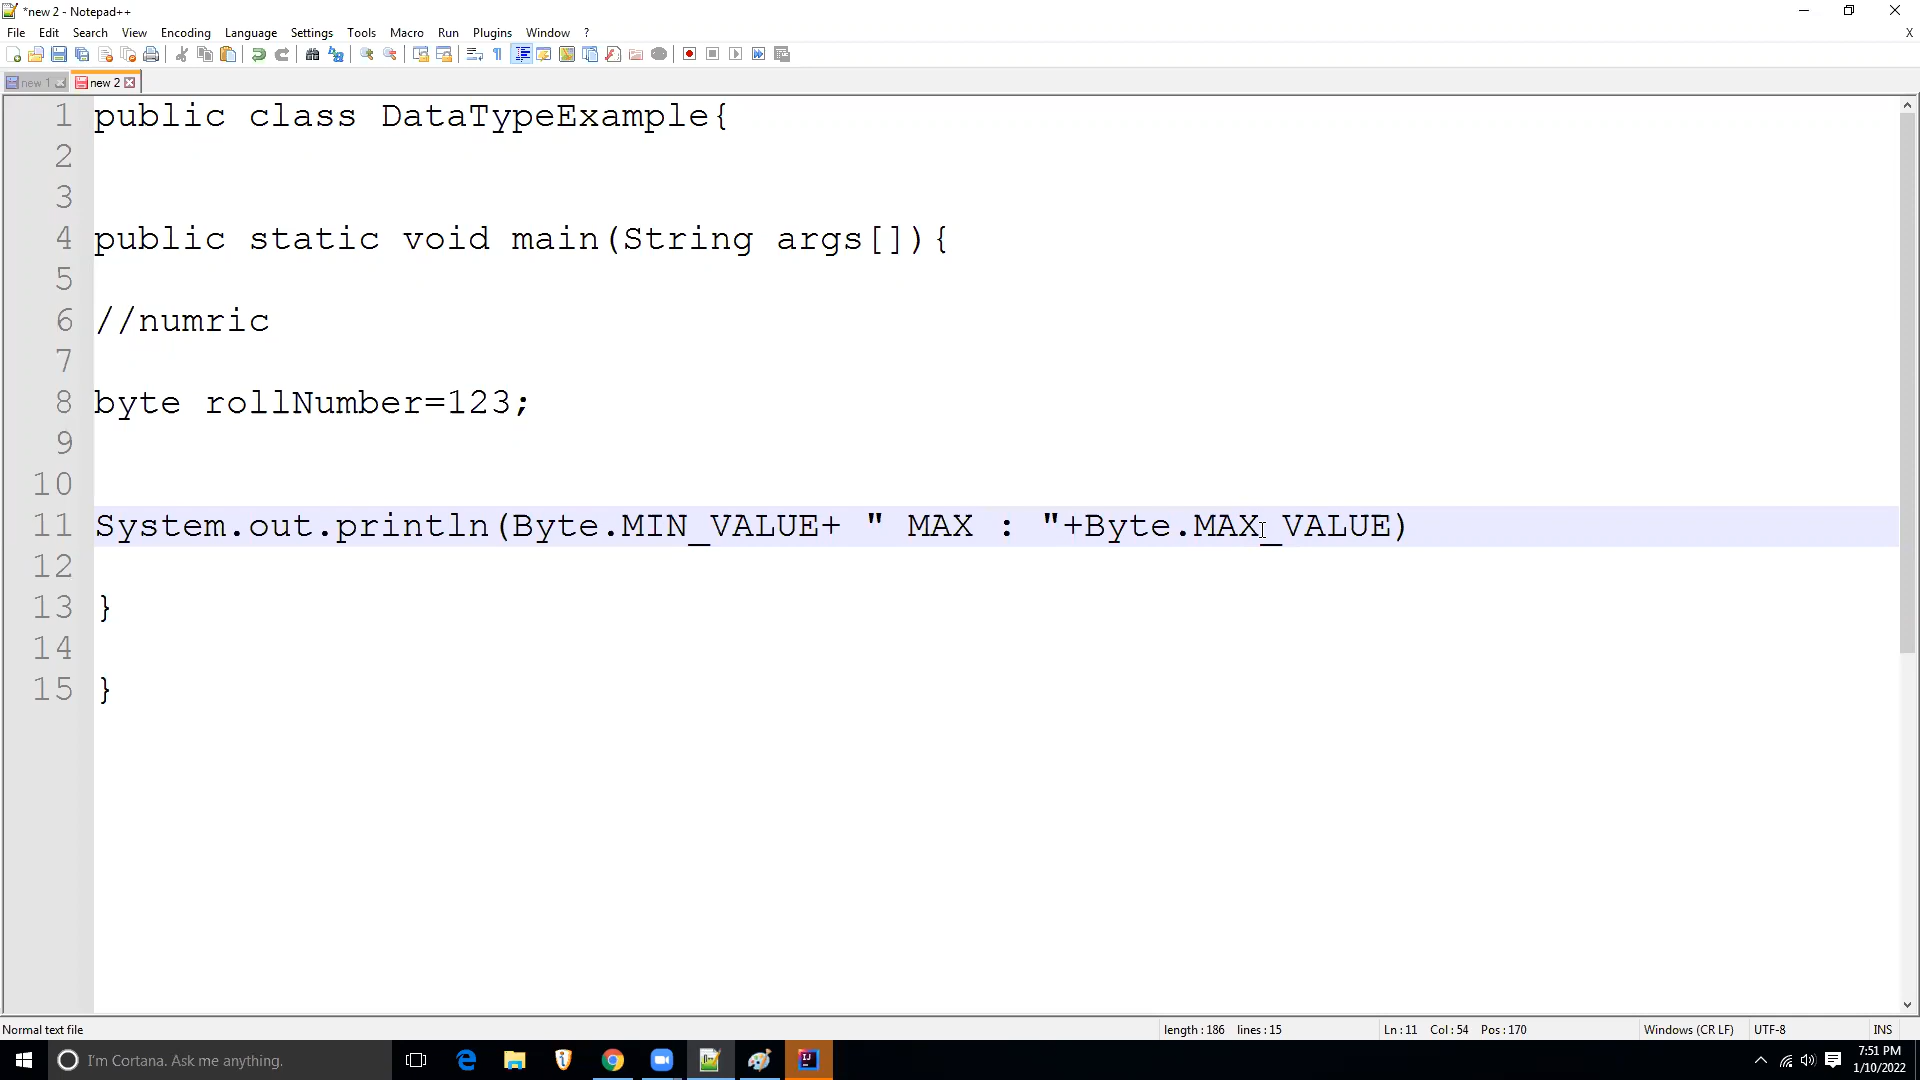 *new 2 - Notepad++
File Edit Search View Encoding Language Settings Tools Macro Run Plugins Window ?
X
new 1 new 2
1 public class DataTypeExample{
2
3
4 public static void main(String args[]){
5
6 //numric
7
8 byte rollNumber=123;
9
10
11 System.out.println(Byte.MIN_VALUE+ " MAX : "+Byte.MAX_VALUE)
12
13 }
14
15 }
Normal text file length : 186 lines : 15 Ln : 11 Col : 54 Pos : 170 Windows (CR LF) UTF-8 INS
I'm Cortana. Ask me anything.
7:51 PM
1/10/2022